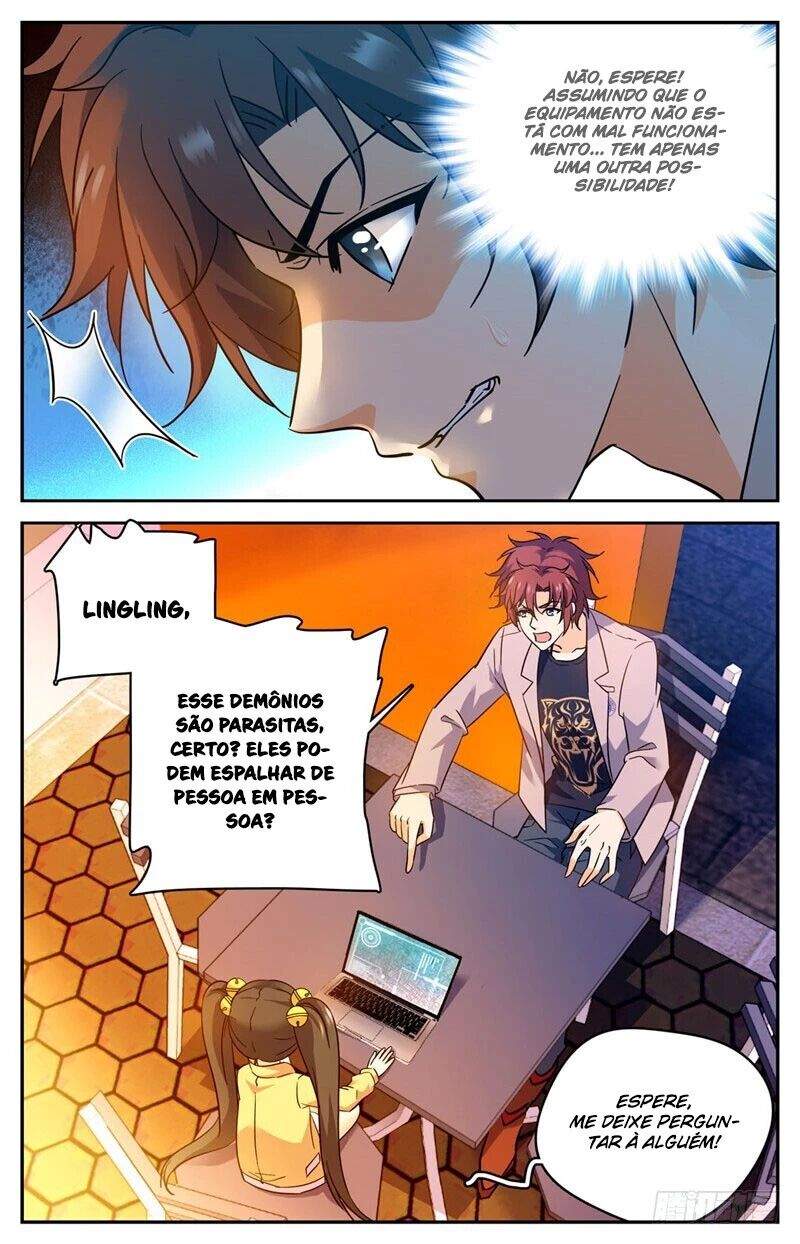 NÃO, ESPERE!
ASSUMINDO QUE O
EQUIPAMENTO NÃO ES-
TÁ COM MAL FUNCIONA-
MENTO... TEM APENAS
UMA OUTRA POS-
SIBILIDADE!
LINGLING,
ESSE DEMÔNIOS
SÃO PARASITAS,
CERTO? ELES PO-
DEM ESPALHAR DE
PESSOA EM PES-
SOA?
ESPERE,
ME DEIXE PERGUN-
TAR À ALGUÉM!